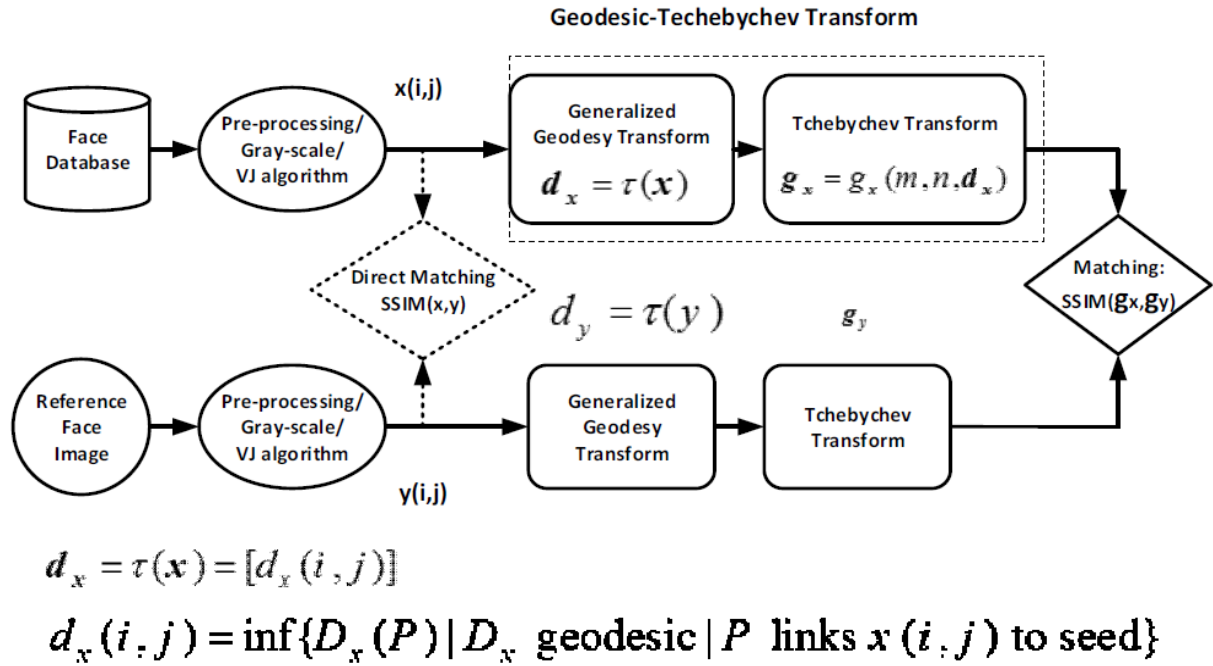 Geodesic-Techebychev Transform
x(i,j)
Face
Database
Pre-processing/
Gray-scale/
VJ algorithm
Generalized
Geodesy Transform
d_x = τ(x)
Tchebychev Transform
g_x = g_x(m,n,d_x)
Direct Matching
SSIM(x,y)
d_y = τ(y)
g_y
Matching:
SSIM(gx,gy)
Reference
Face
Image
Pre-processing/
Gray-scale/
VJ algorithm
Generalized
Geodesy
Transform
Tchebychev
Transform
y(i,j)
d_x = τ(x) = [d_x(i,j)]
d_x(i,j) = inf{D_x(P) | D_x geodesic | P links x(i,j) to seed}